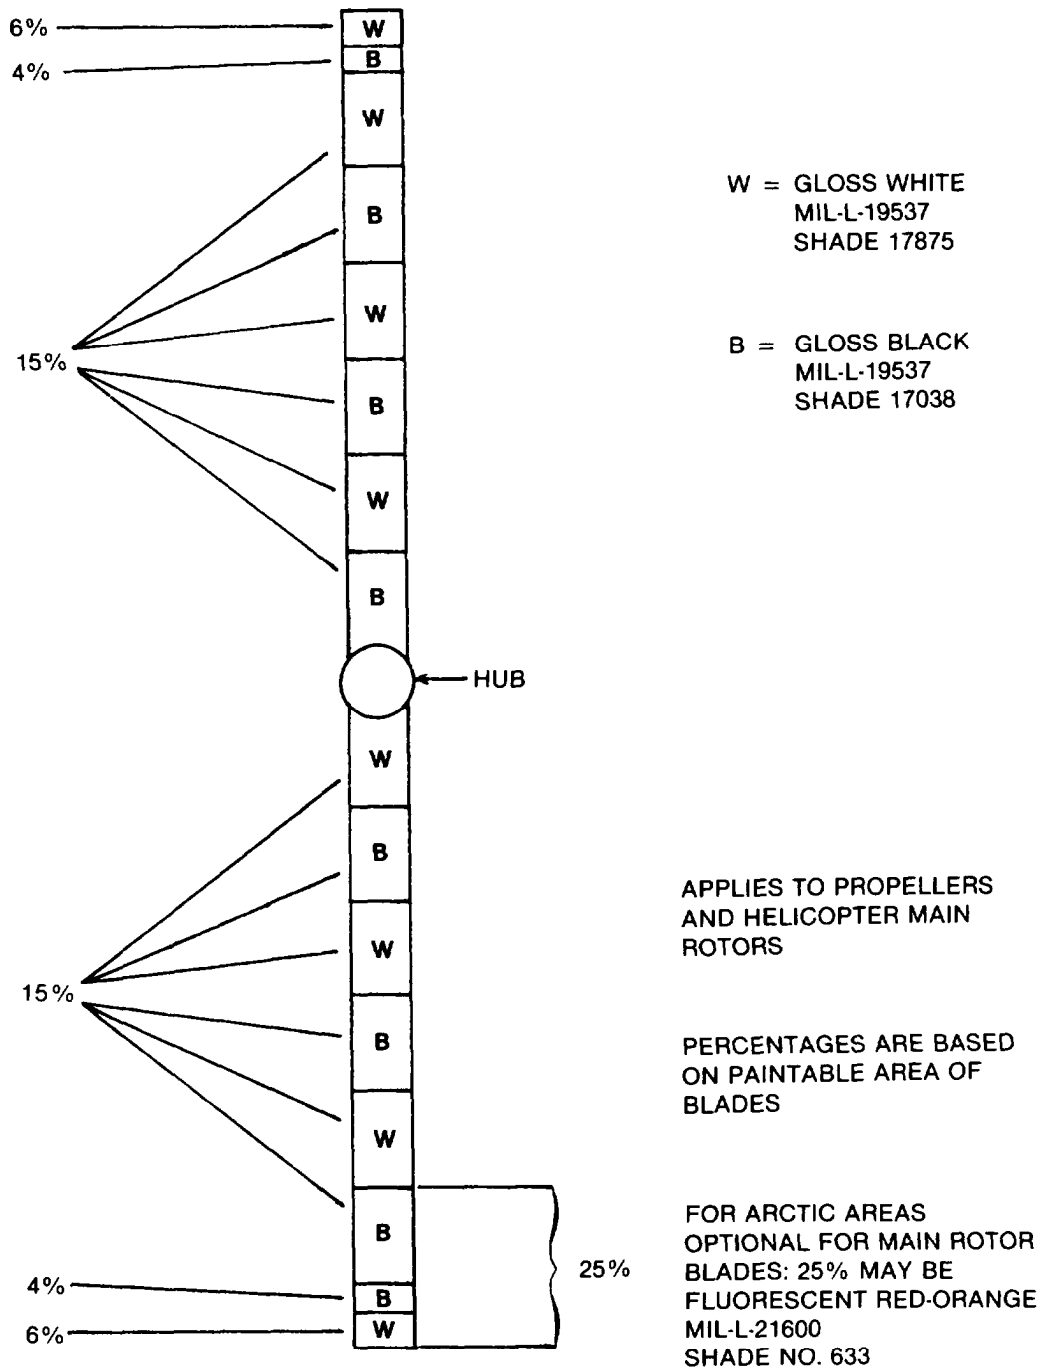 6%
W
4%
B
W
W = GLOSS WHITE
MIL-L-19537
SHADE 17875
B
W
B = GLOSS BLACK
MIL-L-19537
SHADE 17038
15%
B
W
B
HUB
W
B
APPLIES TO PROPELLERS
AND HELICOPTER MAIN
ROTORS
W
15%
B
PERCENTAGES ARE BASED
ON PAINTABLE AREA OF
BLADES
W
B
25%
FOR ARCTIC AREAS
OPTIONAL FOR MAIN ROTOR
BLADES: 25% MAY BE
FLUORESCENT RED-ORANGE
MIL-L-21600
SHADE NO. 633
4%
B
6%
W